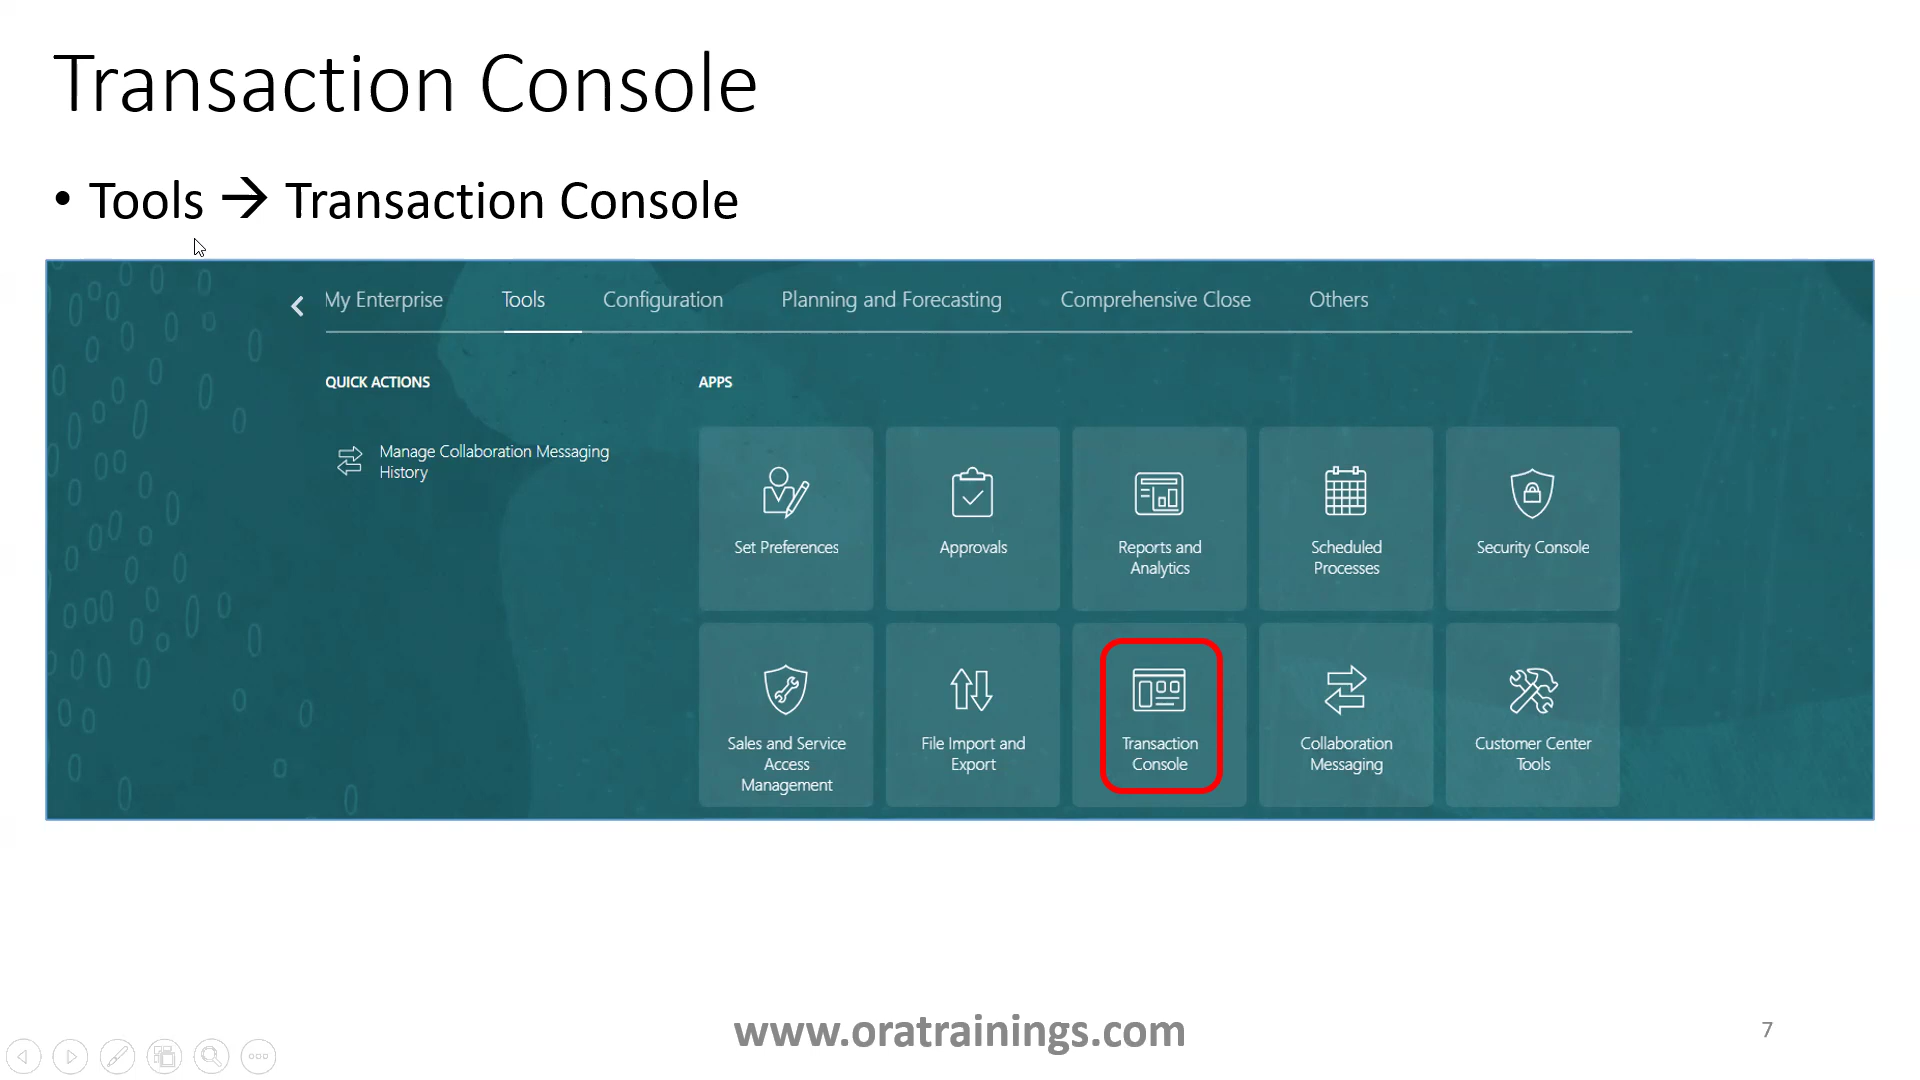 Transaction Console
• Tools → Transaction Console
My Enterprise Tools Configuration Planning and Forecasting Comprehensive Close Others
QUICK ACTIONS
Manage Collaboration Messaging
History
APPS
Set Preferences
Approvals
Reports and
Analytics
Scheduled
Processes
Security Console
Sales and Service
Access
Management
File Import and
Export
Transaction
Console
Collaboration
Messaging
Customer Center
Tools
www.oratrainings.com
7